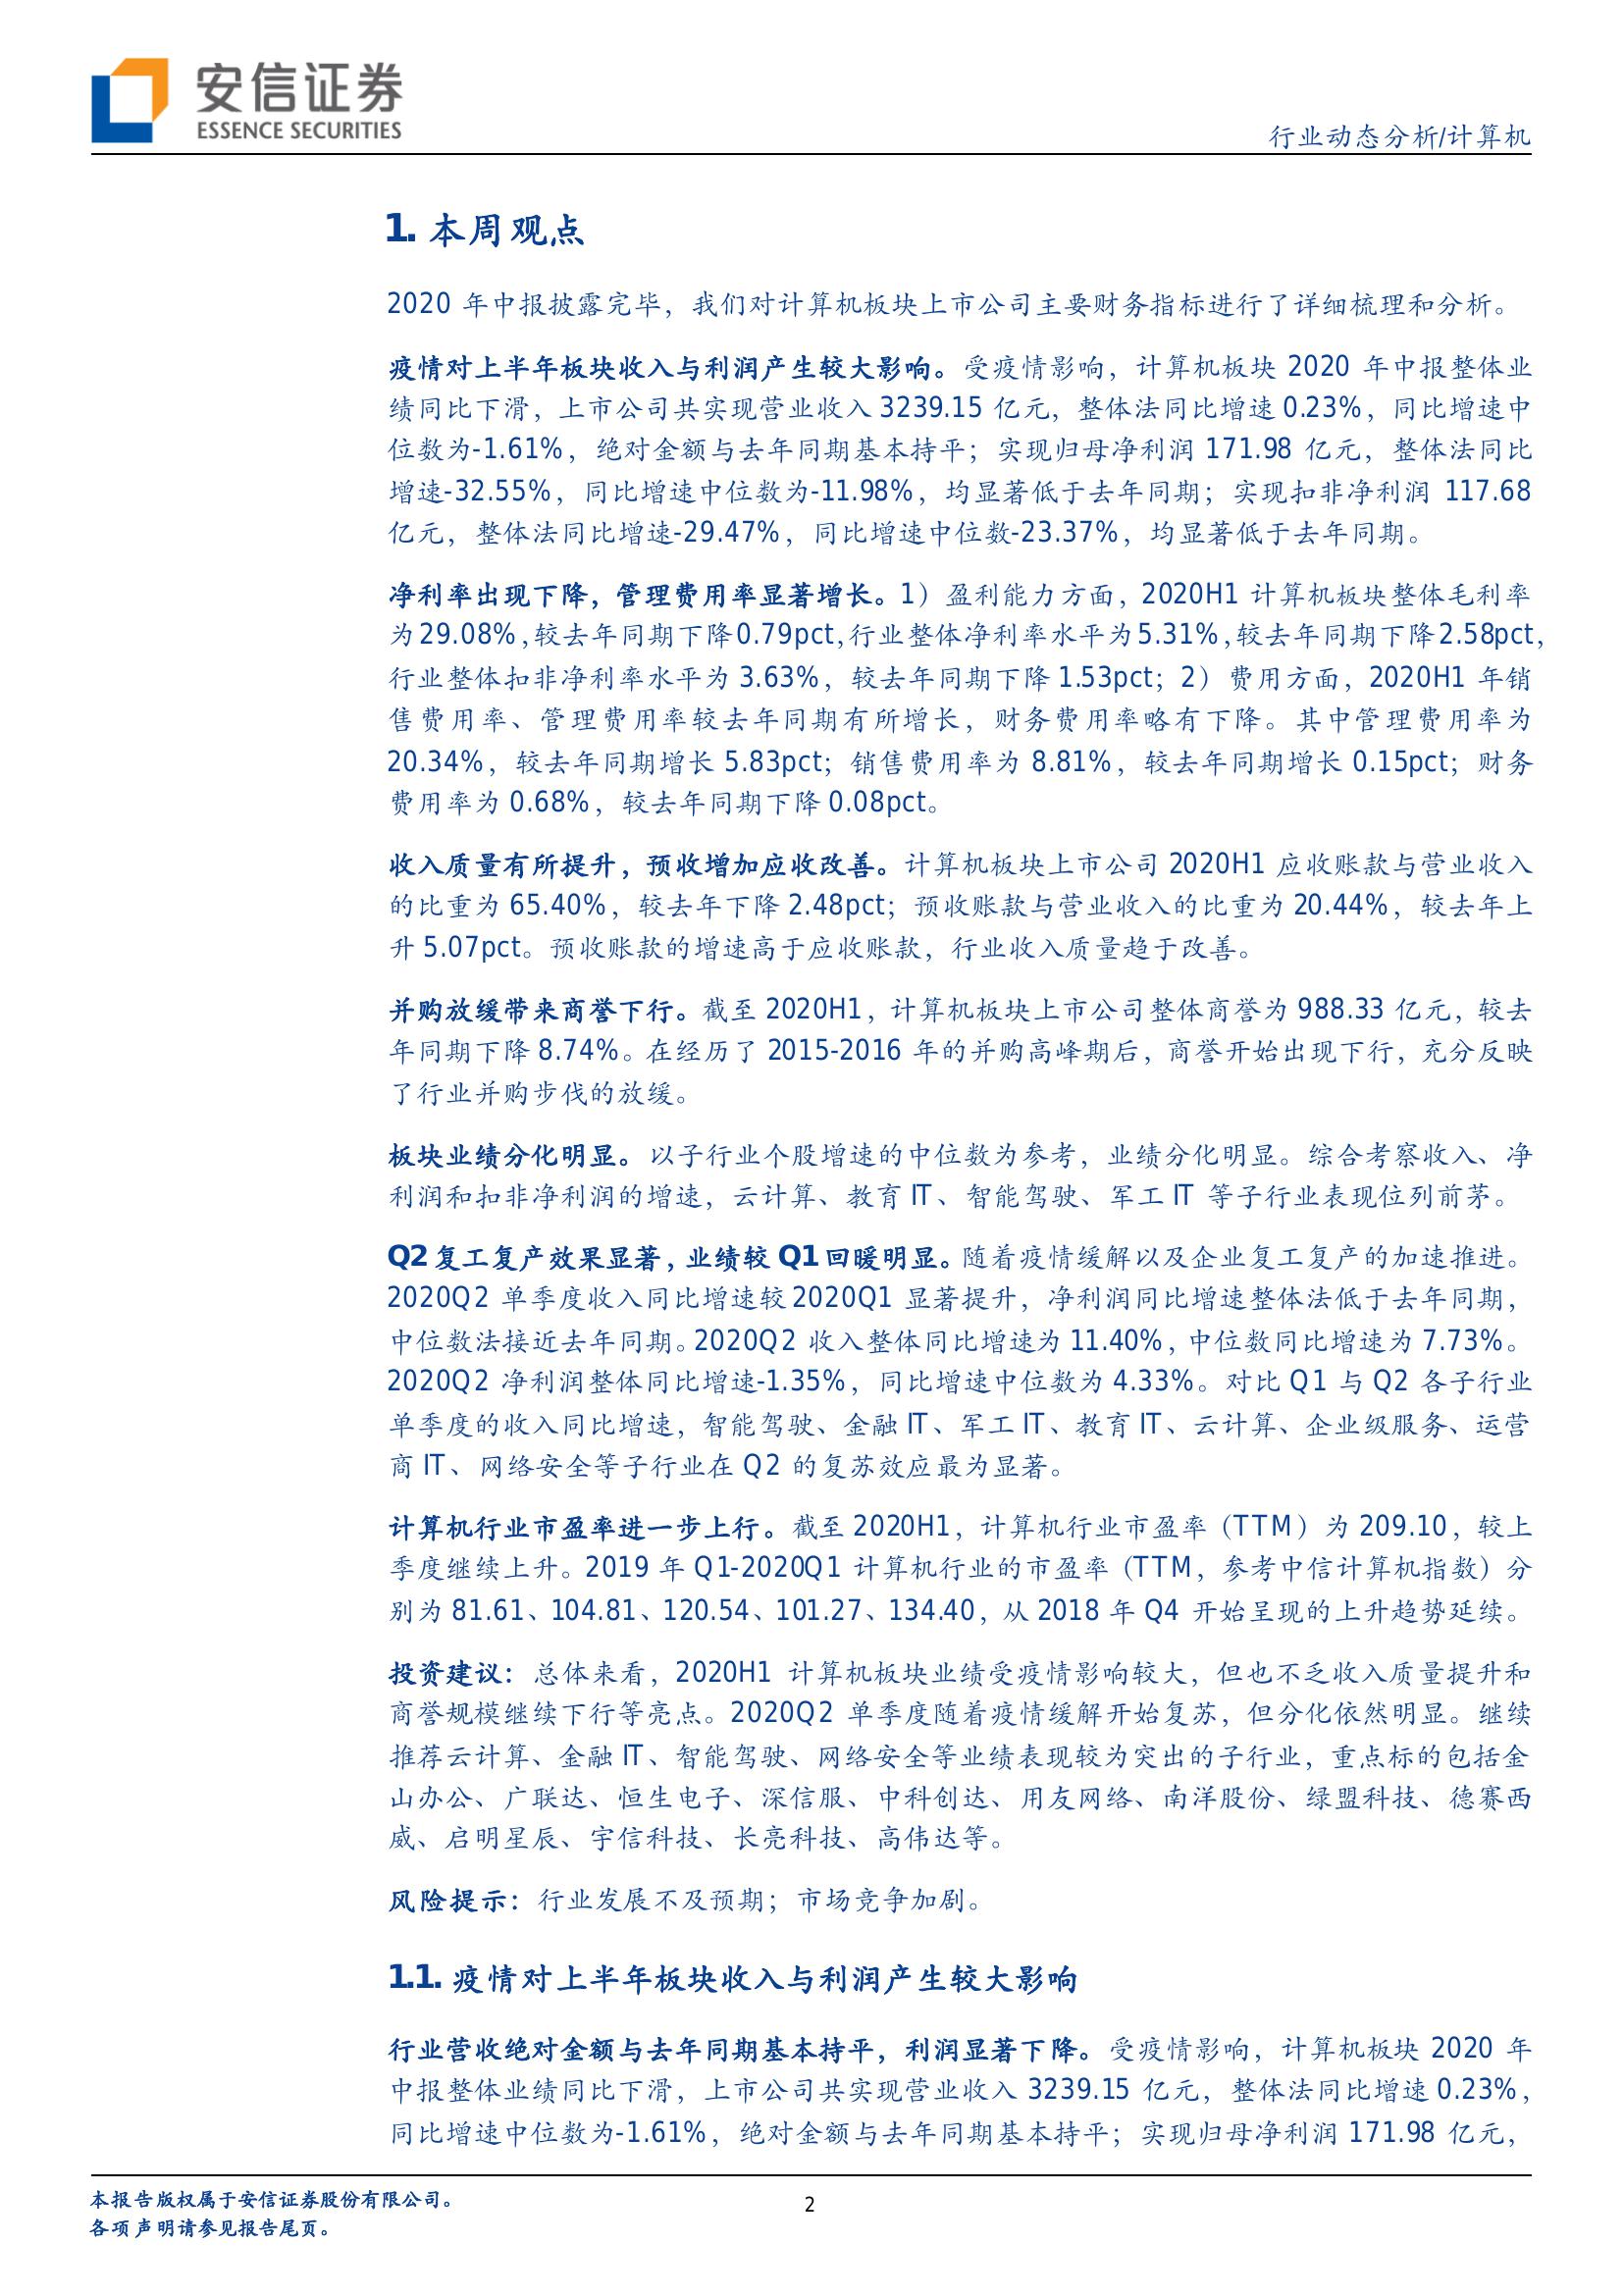 安信证券
ESSENCE SECURITIES
行业动态分析/计算机
1. 本周观点
2020 年中报披露完毕，我们对计算机板块上市公司主要财务指标进行了详细梳理和分析。
疫情对上半年板块收入与利润产生较大影响。受疫情影响，计算机板块 2020 年中报整体业
绩同比下滑，上市公司共实现营业收入 3239.15 亿元，整体法同比增速 0.23%，同比增速中
位数为-1.61%，绝对金额与去年同期基本持平；实现归母净利润 171.98 亿元，整体法同比
增速-32.55%，同比增速中位数为-11.98%，均显著低于去年同期；实现扣非净利润 117.68
亿元，整体法同比增速-29.47%，同比增速中位数-23.37%，均显著低于去年同期。
净利率出现下降，管理费用率显著增长。1）盈利能力方面，2020H1 计算机板块整体毛利率
为 29.08%，较去年同期下降 0.79pct，行业整体净利率水平为 5.31%，较去年同期下降 2.58pct，
行业整体扣非净利率水平为 3.63%，较去年同期下降 1.53pct；2）费用方面，2020H1 年销
售费用率、管理费用率较去年同期有所增长，财务费用率略有下降。其中管理费用率为
20.34%，较去年同期增长 5.83pct；销售费用率为 8.81%，较去年同期增长 0.15pct；财务
费用率为 0.68%，较去年同期下降 0.08pct。
收入质量有所提升，预收增加应收改善。计算机板块上市公司 2020H1 应收账款与营业收入
的比重为 65.40%，较去年下降 2.48pct；预收账款与营业收入的比重为 20.44%，较去年上
升 5.07pct。预收账款的增速高于应收账款，行业收入质量趋于改善。
并购放缓带来商誉下行。截至 2020H1，计算机板块上市公司整体商誉为 988.33 亿元，较去
年同期下降 8.74%。在经历了 2015-2016 年的并购高峰期后，商誉开始出现下行，充分反映
了行业并购步伐的放缓。
板块业绩分化明显。以子行业个股增速的中位数为参考，业绩分化明显。综合考察收入、净
利润和扣非净利润的增速，云计算、教育 IT、智能驾驶、军工 IT 等子行业表现位列前茅。
Q2 复工复产效果显著，业绩较 Q1 回暖明显。随着疫情缓解以及企业复工复产的加速推进。
2020Q2 单季度收入同比增速较 2020Q1 显著提升，净利润同比增速整体法低于去年同期，
中位数法接近去年同期。2020Q2 收入整体同比增速为 11.40%，中位数同比增速为 7.73%。
2020Q2 净利润整体同比增速-1.35%，同比增速中位数为 4.33%。对比 Q1 与 Q2 各子行业
单季度的收入同比增速，智能驾驶、金融 IT、军工 IT、教育 IT、云计算、企业级服务、运营
商 IT、网络安全等子行业在 Q2 的复苏效应最为显著。
计算机行业市盈率进一步上行。截至 2020H1，计算机行业市盈率（TTM）为 209.10，较上
季度继续上升。2019 年 Q1-2020Q1 计算机行业的市盈率（TTM，参考中信计算机指数）分
别为 81.61、104.81、120.54、101.27、134.40，从 2018 年 Q4 开始呈现的上升趋势延续。
投资建议：总体来看，2020H1 计算机板块业绩受疫情影响较大，但也不乏收入质量提升和
商誉规模继续下行等亮点。2020Q2 单季度随着疫情缓解开始复苏，但分化依然明显。继续
推荐云计算、金融 IT、智能驾驶、网络安全等业绩表现较为突出的子行业，重点标的包括金
山办公、广联达、恒生电子、深信服、中科创达、用友网络、南洋股份、绿盟科技、德赛西
威、启明星辰、宇信科技、长亮科技、高伟达等。
风险提示：行业发展不及预期；市场竞争加剧。
1.1. 疫情对上半年板块收入与利润产生较大影响
行业营收绝对金额与去年同期基本持平，利润显著下降。受疫情影响，计算机板块 2020 年
中报整体业绩同比下滑，上市公司共实现营业收入 3239.15 亿元，整体法同比增速 0.23%，
同比增速中位数为-1.61%，绝对金额与去年同期基本持平；实现归母净利润 171.98 亿元，
本报告版权属于安信证券股份有限公司。
2
各项声明请参见报告尾页。